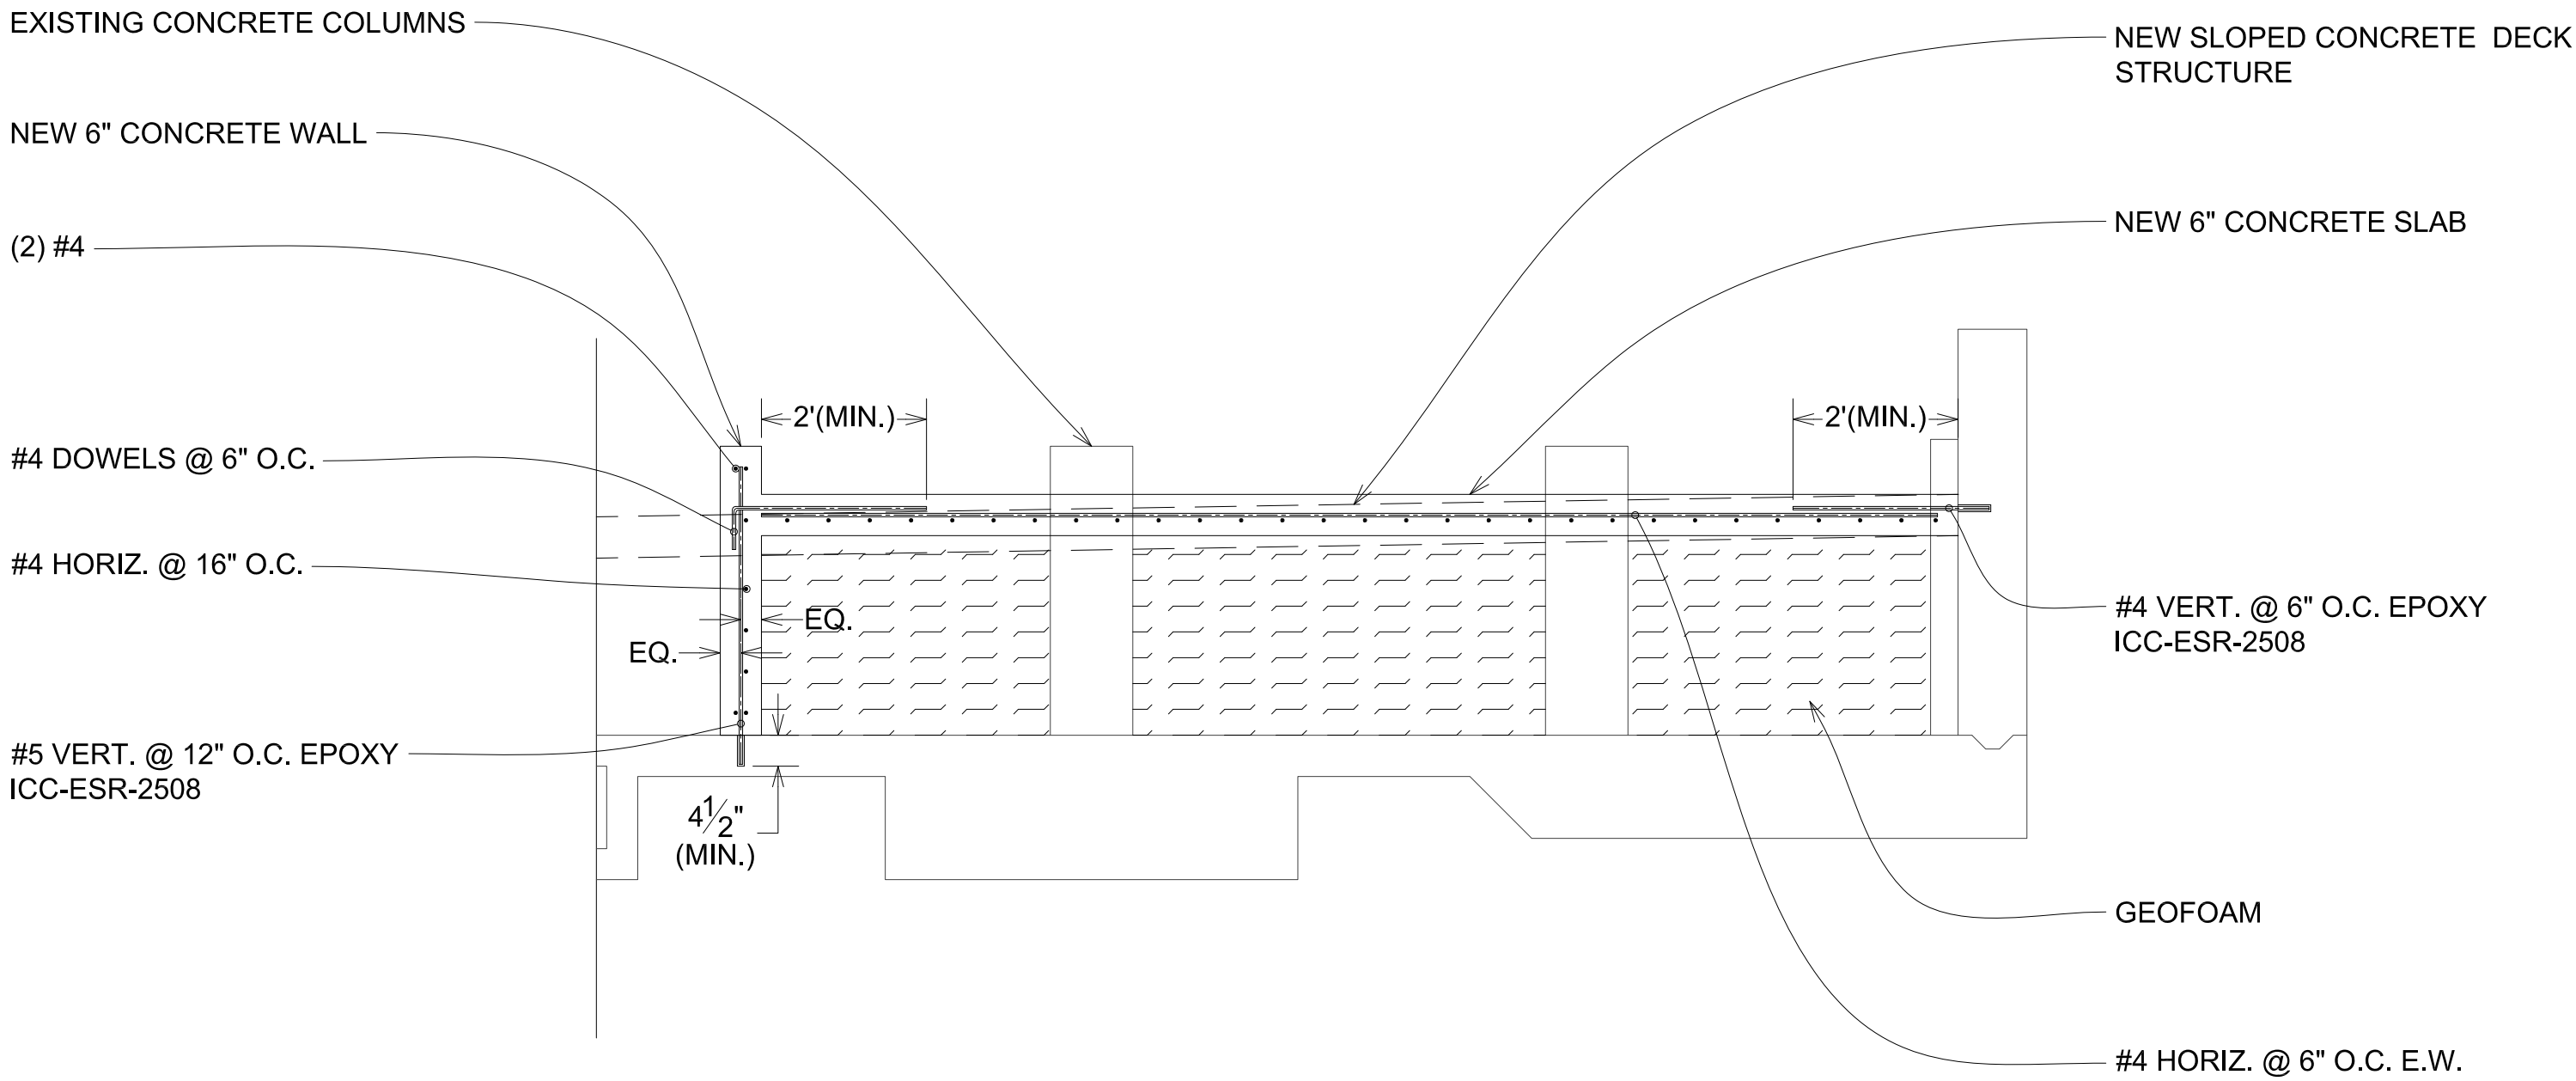 EXISTING CONCRETE COLUMNS
NEW 6" CONCRETE WALL
(2) #4
#4 DOWELS @ 6" O.C.
#4 HORIZ. @ 16" O.C.
#5 VERT. @ 12" O.C. EPOXY
ICC-ESR-2508
2'(MIN.)
2'(MIN.)
EQ.
EQ.
4 1/2"
(MIN.)
NEW SLOPED CONCRETE DECK
STRUCTURE
NEW 6" CONCRETE SLAB
#4 VERT. @ 6" O.C. EPOXY
ICC-ESR-2508
GEOFOAM
#4 HORIZ. @ 6" O.C. E.W.